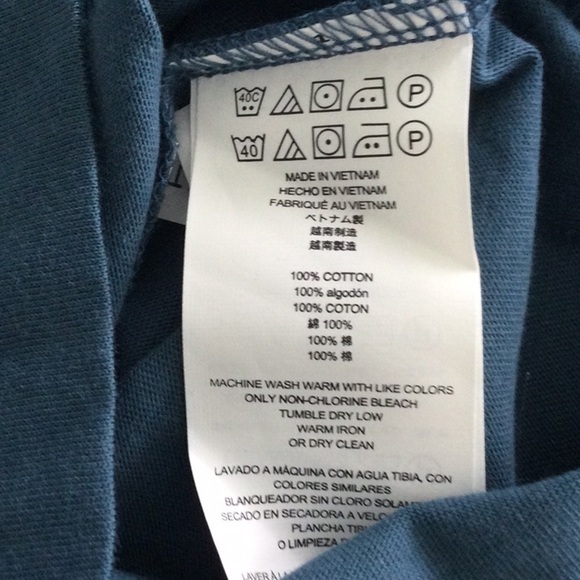 40C P
40 P
MADE IN VIETNAM
HECHO EN VIETNAM
FABRIQUÉ AU VIETNAM
ベトナム製
越南制造
越南製造
100% COTTON
100% algodón
100% COTON
綿 100%
100% 棉
100% 棉
MACHINE WASH WARM WITH LIKE COLORS
ONLY NON-CHLORINE BLEACH
TUMBLE DRY LOW
WARM IRON
OR DRY CLEAN
LAVADO A MÁQUINA CON AGUA TIBIA, CON
COLORES SIMILARES
BLANQUEADOR SIN CLORO
SECADO EN SECADORA A
PLANCHA
O LIMPIEZA
LAVER À